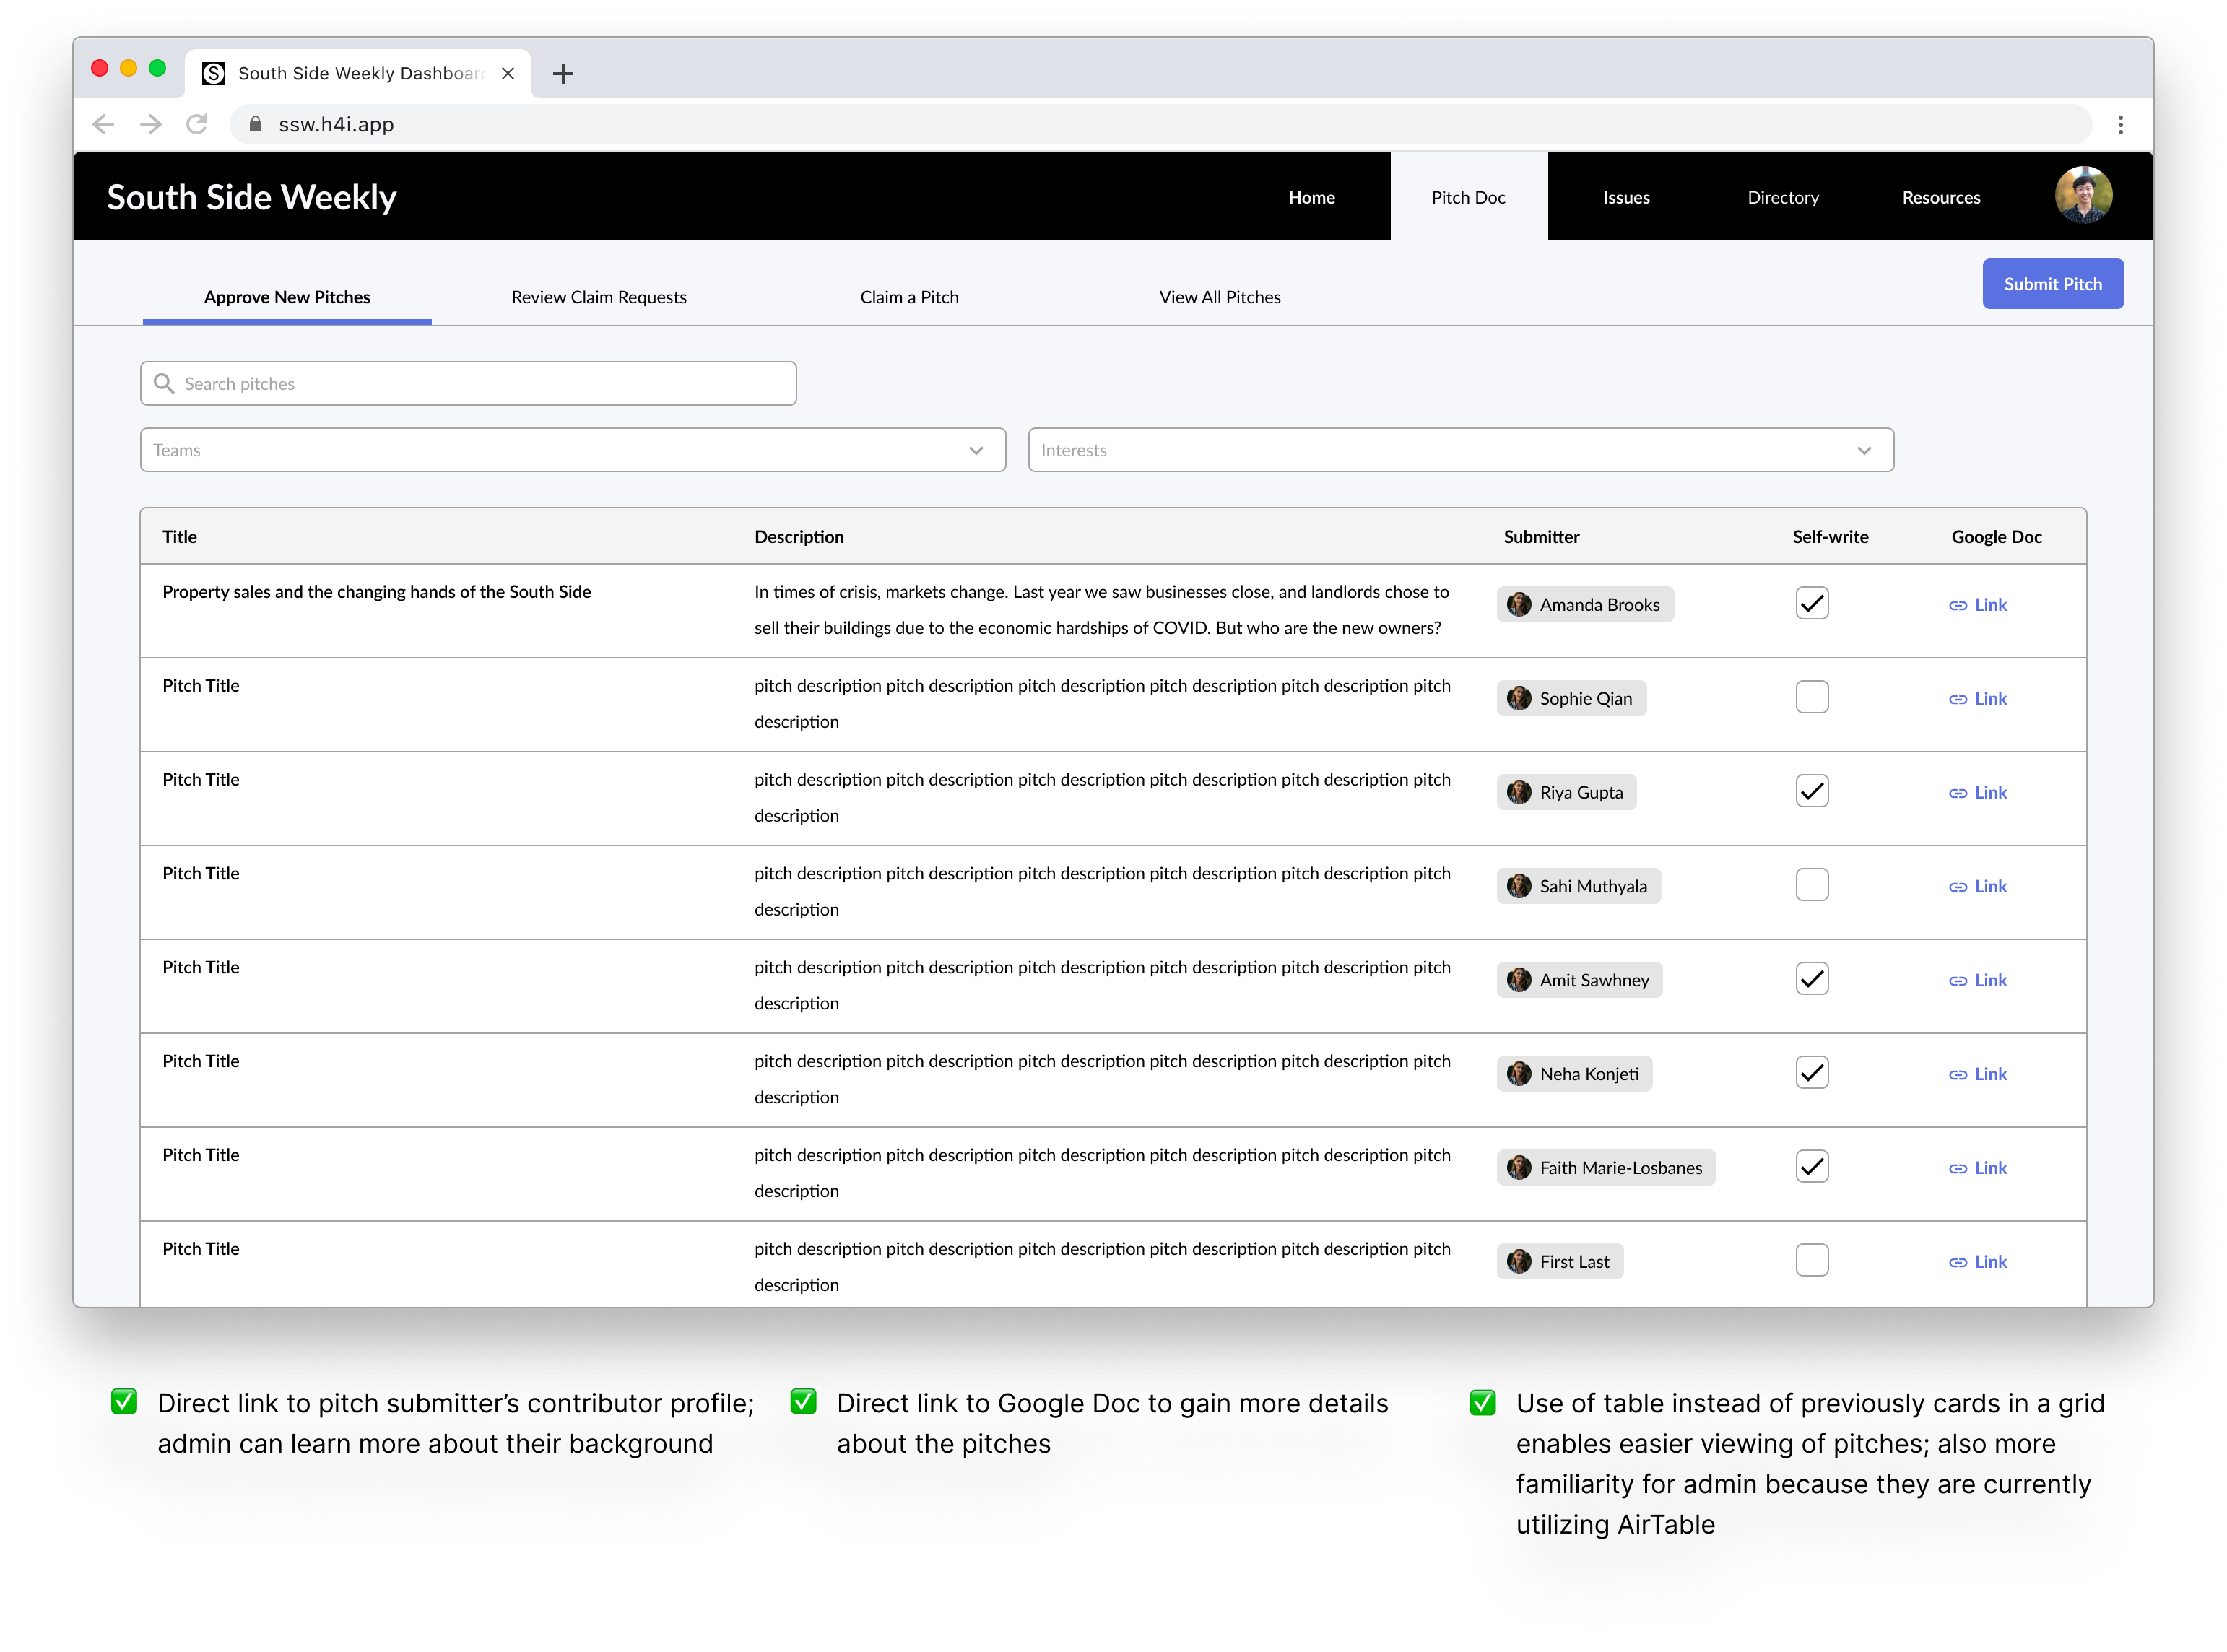 South Side Weekly Dashboard
ssw.h4i.app
South Side Weekly
Home
Pitch Doc
Issues
Directory
Resources
Approve New Pitches
Review Claim Requests
Claim a Pitch
View All Pitches
Submit Pitch
Search pitches
Teams
Interests
Title
Description
Submitter
Self-write
Google Doc
Property sales and the changing hands of the South Side
In times of crisis, markets change. Last year we saw businesses close, and landlords chose to
sell their buildings due to the economic hardships of COVID. But who are the new owners?
Amanda Brooks
Link
Pitch Title
pitch description pitch description pitch description pitch description pitch description pitch
description
Sophie Qian
Link
Pitch Title
pitch description pitch description pitch description pitch description pitch description pitch
description
Riya Gupta
Link
Pitch Title
pitch description pitch description pitch description pitch description pitch description pitch
description
Sahi Muthyala
Link
Pitch Title
pitch description pitch description pitch description pitch description pitch description pitch
description
Amit Sawhney
Link
Pitch Title
pitch description pitch description pitch description pitch description pitch description pitch
description
Neha Konjeti
Link
Pitch Title
pitch description pitch description pitch description pitch description pitch description pitch
description
Faith Marie-Losbanes
Link
Pitch Title
pitch description pitch description pitch description pitch description pitch description pitch
description
First Last
Link
Direct link to pitch submitter’s contributor profile;
admin can learn more about their background
Direct link to Google Doc to gain more details
about the pitches
Use of table instead of previously cards in a grid
enables easier viewing of pitches; also more
familiarity for admin because they are currently
utilizing AirTable